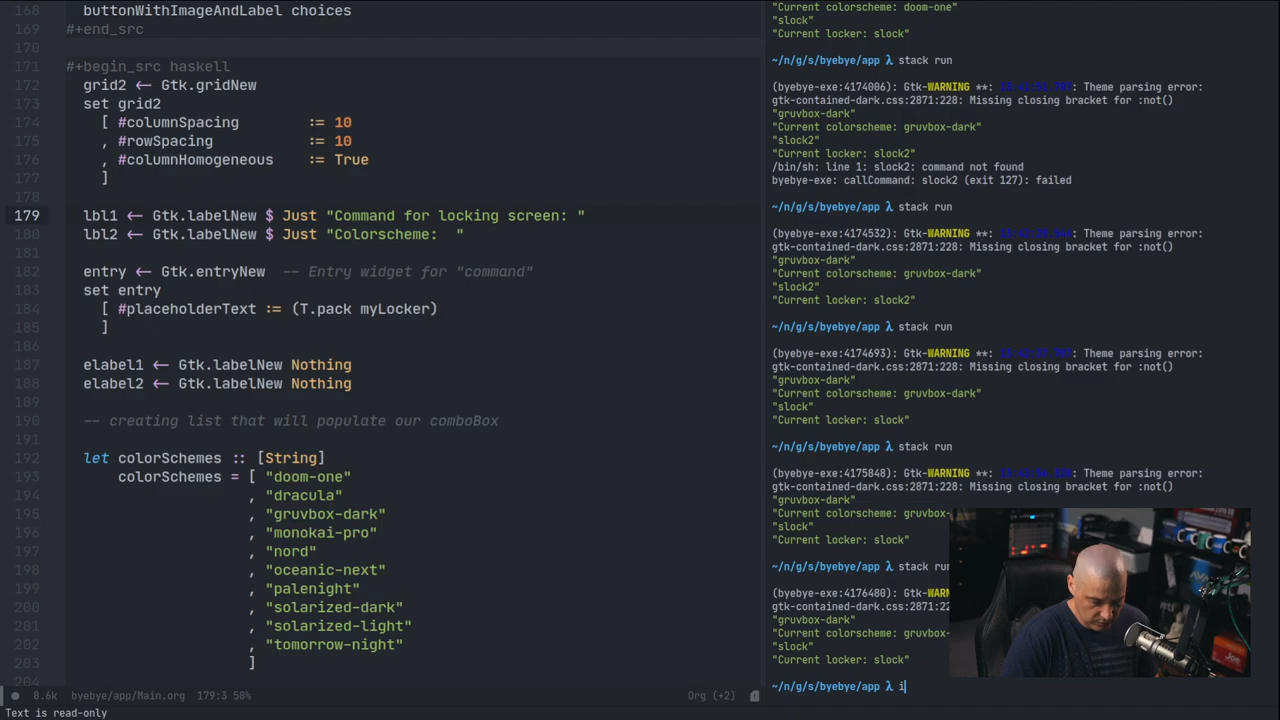 168 buttonWithImageAndLabel choices
169 #+end_src
170
171 #+begin_src haskell
172 grid2 <- Gtk.gridNew
173 set grid2
174 [ #columnSpacing := 10
175 , #rowSpacing := 10
176 , #columnHomogeneous := True
177 ]
178
179 lbl1 <- Gtk.labelNew $ Just "Command for locking screen: "
180 lbl2 <- Gtk.labelNew $ Just "Colorscheme:  "
181
182 entry <- Gtk.entryNew -- Entry widget for "command"
183 set entry
184 [ #placeholderText := (T.pack myLocker)
185 ]
186
187 elabel1 <- Gtk.labelNew Nothing
188 elabel2 <- Gtk.labelNew Nothing
189
190 -- creating list that will populate our comboBox
191
192 let colorSchemes :: [String]
193 colorSchemes = [ "doom-one"
194 , "dracula"
195 , "gruvbox-dark"
196 , "monokai-pro"
197 , "nord"
198 , "oceanic-next"
199 , "palenight"
200 , "solarized-dark"
201 , "solarized-light"
202 , "tomorrow-night"
203 ]
204
8.6k byebye/app/Main.org 179:3 58% Org (+2)
Text is read-only
"Current colorscheme: doom-one"
"slock"
"Current locker: slock"
~/n/g/s/byebye/app λ stack run
(byebye-exe:4174006): Gtk-WARNING **: : Theme parsing error:
gtk-contained-dark.css:2871:228: Missing closing bracket for :not()
"gruvbox-dark"
"Current colorscheme: gruvbox-dark"
"slock2"
"Current locker: slock2"
/bin/sh: line 1: slock2: command not found
byebye-exe: callCommand: slock2 (exit 127): failed
~/n/g/s/byebye/app λ stack run
(byebye-exe:4174532): Gtk-WARNING **: : Theme parsing error:
gtk-contained-dark.css:2871:228: Missing closing bracket for :not()
"gruvbox-dark"
"Current colorscheme: gruvbox-dark"
"slock2"
"Current locker: slock2"
~/n/g/s/byebye/app λ stack run
(byebye-exe:4174693): Gtk-WARNING **: : Theme parsing error:
gtk-contained-dark.css:2871:228: Missing closing bracket for :not()
"gruvbox-dark"
"Current colorscheme: gruvbox-dark"
"slock"
"Current locker: slock"
~/n/g/s/byebye/app λ stack run
(byebye-exe:4175848): Gtk-WARNING **: : Theme parsing error:
gtk-contained-dark.css:2871:228: Missing closing bracket for :not()
"gruvbox-dark"
"Current colorscheme: gruvbox-
"slock"
"Current locker: slock"
~/n/g/s/byebye/app λ stack run
(byebye-exe:4176480): Gtk-WARN
gtk-contained-dark.css:2871:22
"gruvbox-dark"
"Current colorscheme: gruvbox-
"slock"
"Current locker: slock"
~/n/g/s/byebye/app λ i